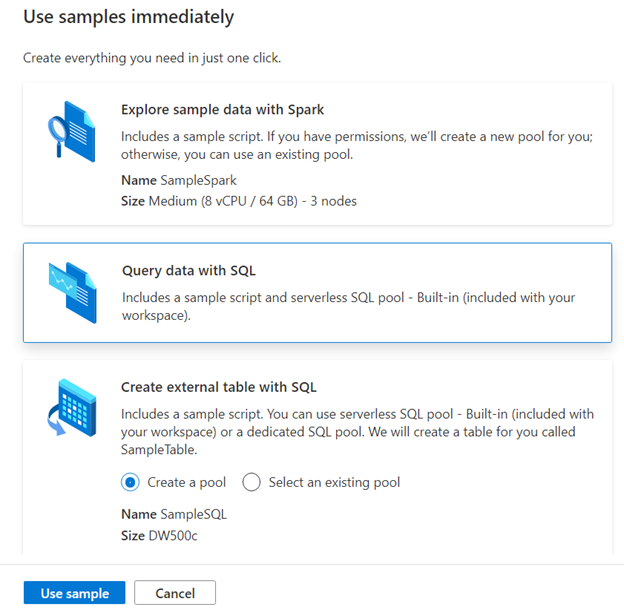 Use samples immediately
Create everything you need in just one click.
Explore sample data with Spark
Includes a sample script. If you have permissions, we'll create a new pool for you;
otherwise, you can use an existing pool.
Name SampleSpark
Size Medium (8 vCPU / 64 GB) - 3 nodes
Query data with SQL
Includes a sample script and serverless SQL pool - Built-in (included with your
workspace).
Create external table with SQL
Includes a sample script. You can use serverless SQL pool - Built-in (included with
your workspace) or a dedicated SQL pool. We will create a table for you called
SampleTable.
Create a pool Select an existing pool
Name SampleSQL
Size DW500c
Use sample Cancel